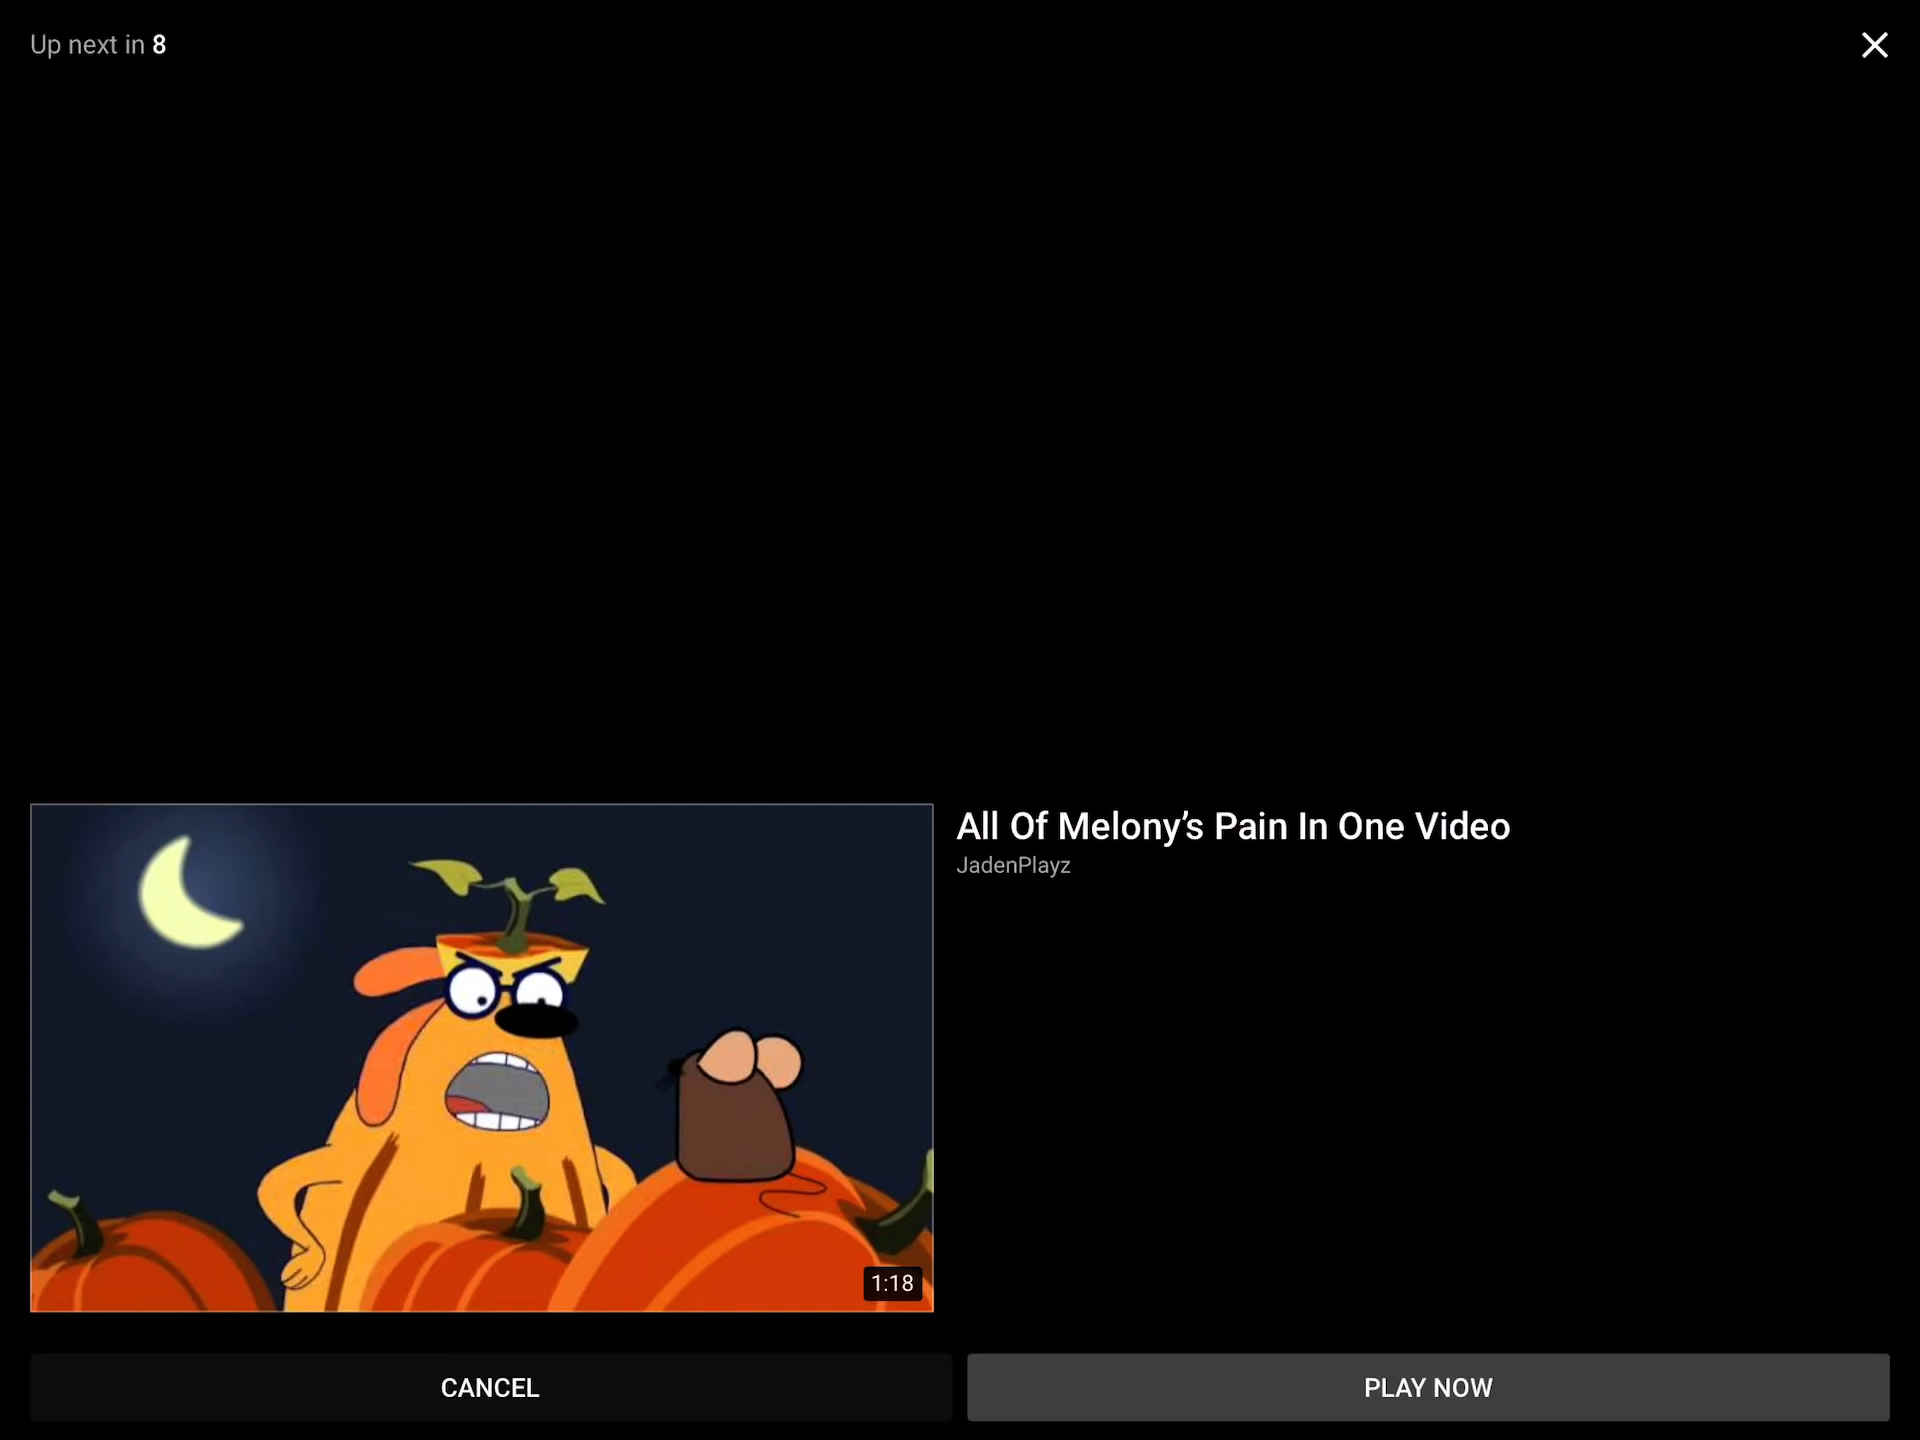 Up next in 8
All Of Melony’s Pain In One Video
JadenPlayz
1:18
CANCEL
PLAY NOW